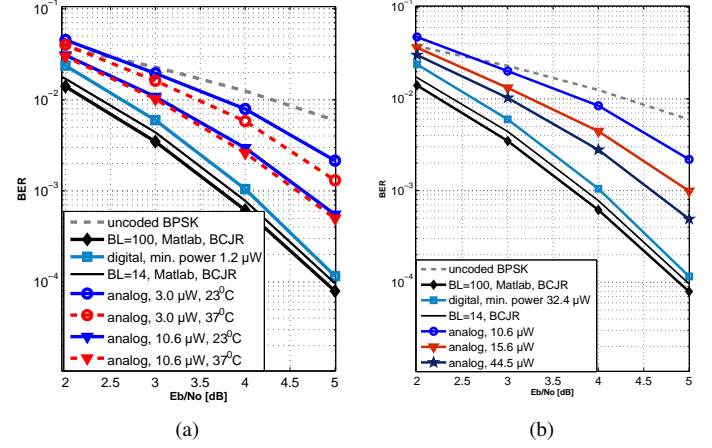 10⁻¹
10⁻²
10⁻³
10⁻⁴
BER
uncoded BPSK
BL=100, Matlab, BCJR
digital, min. power 1.2 μW
BL=14, Matlab, BCJR
analog, 3.0 μW, 23⁰C
analog, 3.0 μW, 37⁰C
analog, 10.6 μW, 23⁰C
analog, 10.6 μW, 37⁰C
2 2.5 3 3.5 4 4.5 5
Eb/No [dB]
(a)
10⁻¹
10⁻²
10⁻³
10⁻⁴
BER
uncoded BPSK
BL=100, Matlab, BCJR
digital, min. power 32.4 μW
BL=14, BCJR
analog, 10.6 μW
analog, 15.6 μW
analog, 44.5 μW
2 2.5 3 3.5 4 4.5 5
Eb/No [dB]
(b)